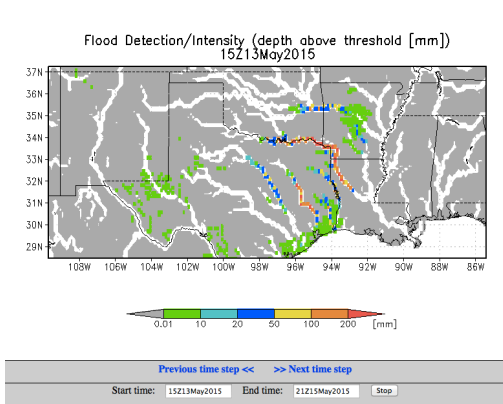 Flood Detection/Intensity (depth above threshold [mm])
15Z13May2015
37N
36N
35N
34N
33N
32N
31N
30N
29N
108W 106W 104W 102W 100W 98W 96W 94W 92W 90W 88W 86W
0.01 10 20 50 100 200 [mm]
Previous time step << >> Next time step
Start time: 15Z13May2015 End time: 21Z15May2015 Stop